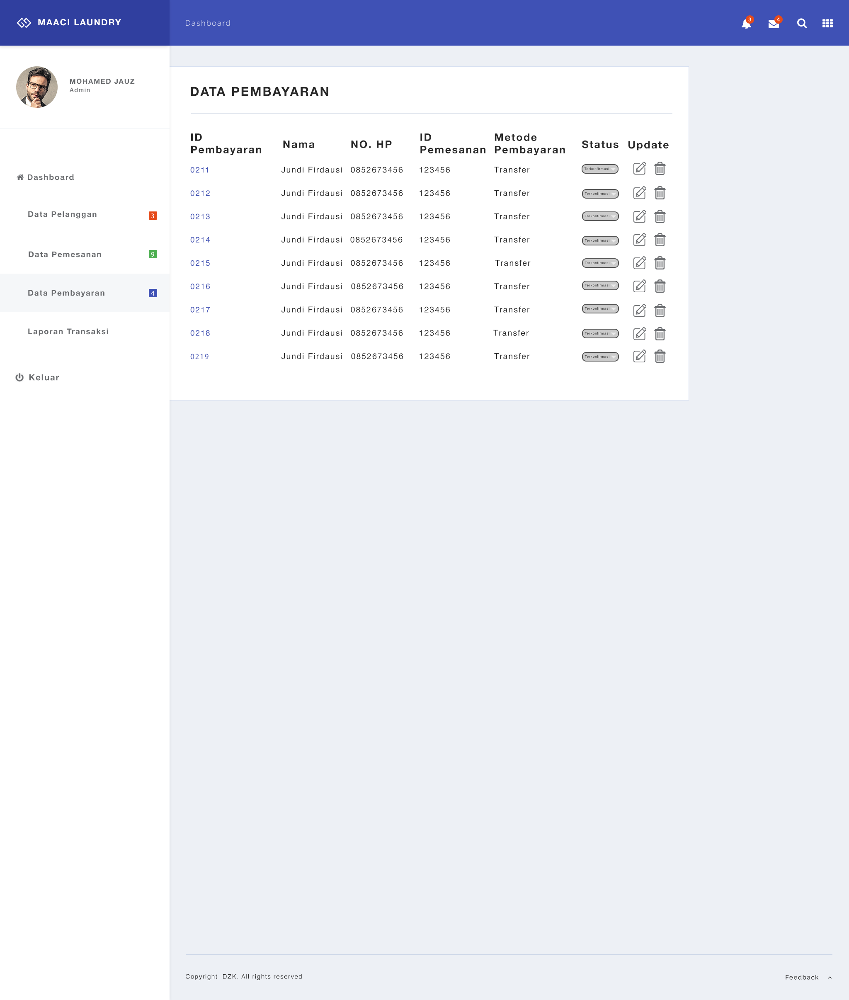 MAACI LAUNDRY
Dashboard
3
4
MOHAMED JAUZ
Admin
Dashboard
Data Pelanggan 3
Data Pemesanan 9
Data Pembayaran 4
Laporan Transaksi
Keluar
DATA PEMBAYARAN
ID Pembayaran Nama NO. HP ID Pemesanan Metode Pembayaran Status Update
0211 Jundi Firdausi 0852673456 123456 Transfer Terkonfirmasi
0212 Jundi Firdausi 0852673456 123456 Transfer Terkonfirmasi
0213 Jundi Firdausi 0852673456 123456 Transfer Terkonfirmasi
0214 Jundi Firdausi 0852673456 123456 Transfer Terkonfirmasi
0215 Jundi Firdausi 0852673456 123456 Transfer Terkonfirmasi
0216 Jundi Firdausi 0852673456 123456 Transfer Terkonfirmasi
0217 Jundi Firdausi 0852673456 123456 Transfer Terkonfirmasi
0218 Jundi Firdausi 0852673456 123456 Transfer Terkonfirmasi
0219 Jundi Firdausi 0852673456 123456 Transfer Terkonfirmasi
Copyright DZK. All rights reserved
Feedback